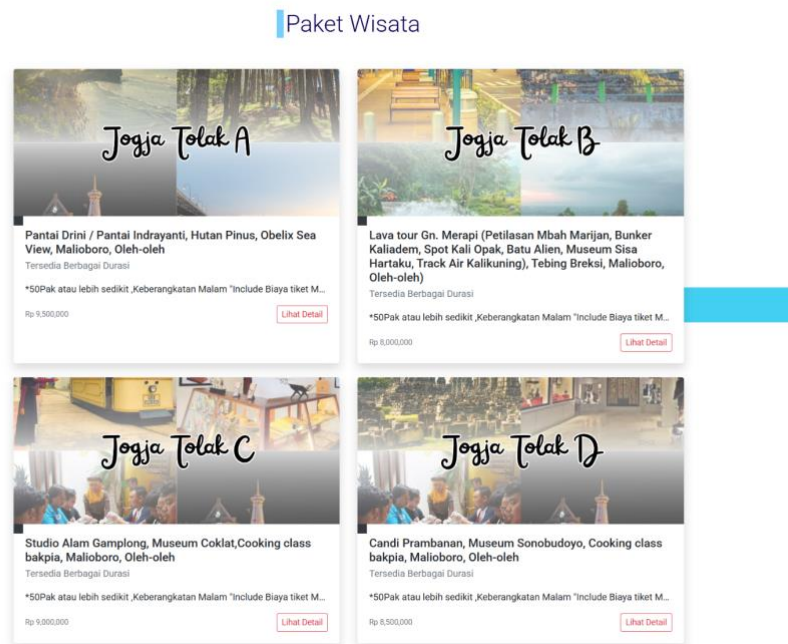 Paket Wisata
Jogja Tolak A
Pantai Drini / Pantai Indrayanti, Hutan Pinus, Obelix Sea
View, Malioboro, Oleh-oleh
Tersedia Berbagai Durasi
*50Pak atau lebih sedikit ,Keberangkatan Malam "Include Biaya tiket M...
Rp 9,500,000
Lihat Detail
Jogja Tolak B
Lava tour Gn. Merapi (Petilasan Mbah Marijan, Bunker
Kaliadem, Spot Kali Opak, Batu Alien, Museum Sisa
Hartaku, Track Air Kalikuning), Tebing Breksi, Malioboro,
Oleh-oleh)
Tersedia Berbagai Durasi
*50Pak atau lebih sedikit ,Keberangkatan Malam "Include Biaya tiket M...
Rp 8,000,000
Lihat Detail
Jogja Tolak C
Studio Alam Gamplong, Museum Coklat,Cooking class
bakpia, Malioboro, Oleh-oleh
Tersedia Berbagai Durasi
*50Pak atau lebih sedikit ,Keberangkatan Malam "Include Biaya tiket M...
Rp 9,000,000
Lihat Detail
Jogja Tolak D
Candi Prambanan, Museum Sonobudoyo, Cooking class
bakpia, Malioboro, Oleh-oleh
Tersedia Berbagai Durasi
*50Pak atau lebih sedikit ,Keberangkatan Malam "Include Biaya tiket M...
Rp 8,500,000
Lihat Detail